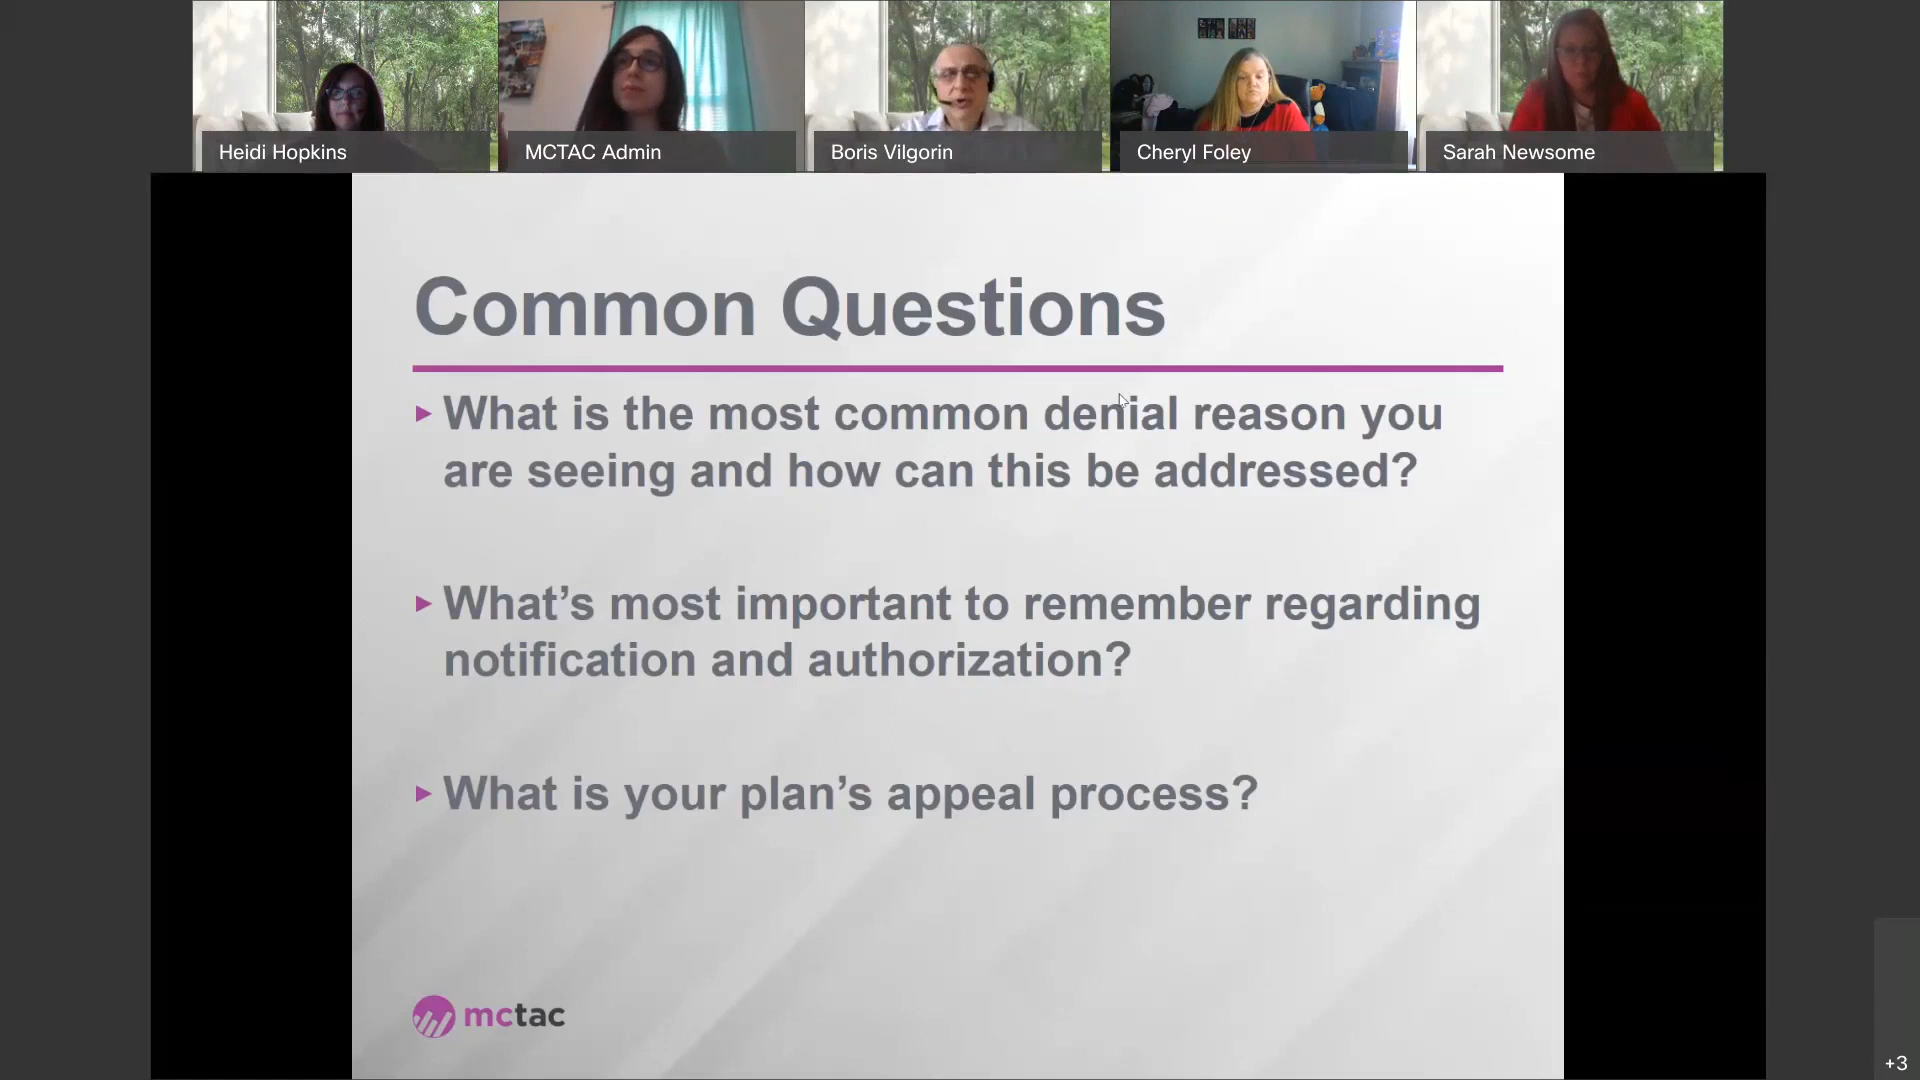 Heidi Hopkins
MCTAC Admin
Boris Vilgorin
Cheryl Foley
Sarah Newsome
Common Questions
What is the most common denial reason you
are seeing and how can this be addressed?
What’s most important to remember regarding
notification and authorization?
What is your plan’s appeal process?
mctac
+3